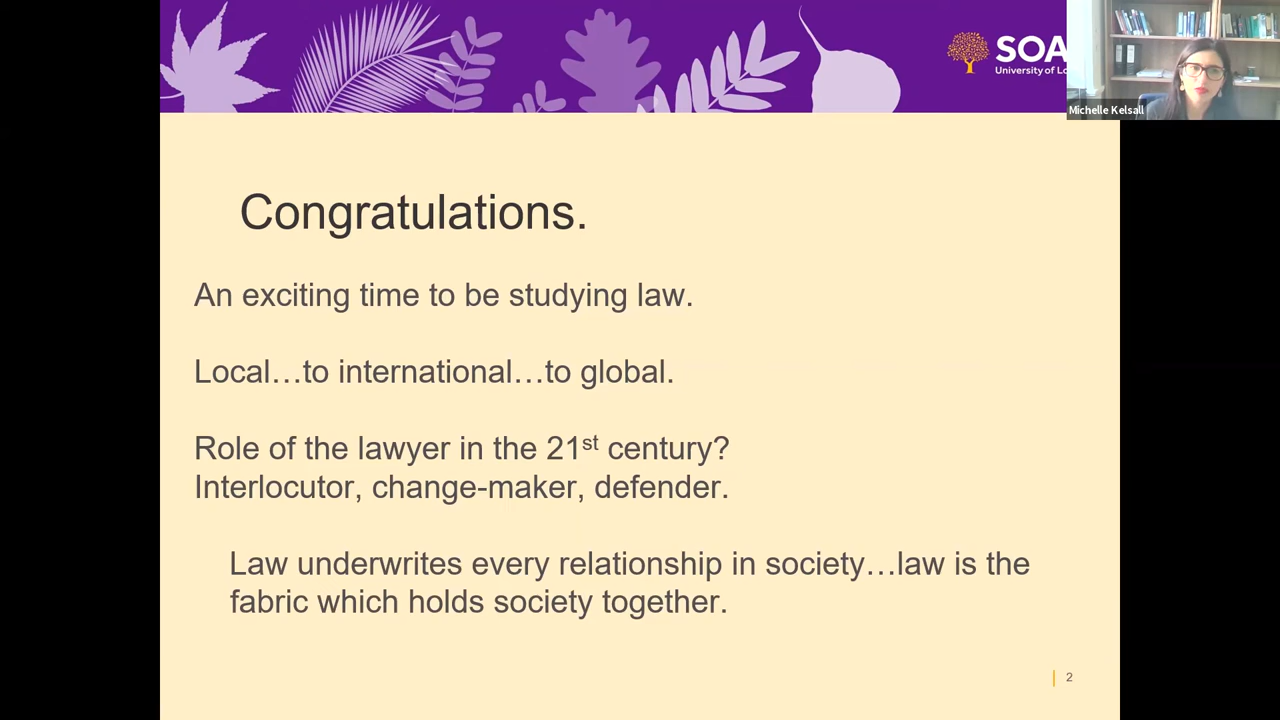 SOA
University of Lo
Michelle Kelsall
Congratulations.
An exciting time to be studying law.
Local…to international…to global.
Role of the lawyer in the 21st century?
Interlocutor, change-maker, defender.
Law underwrites every relationship in society…law is the
fabric which holds society together.
2